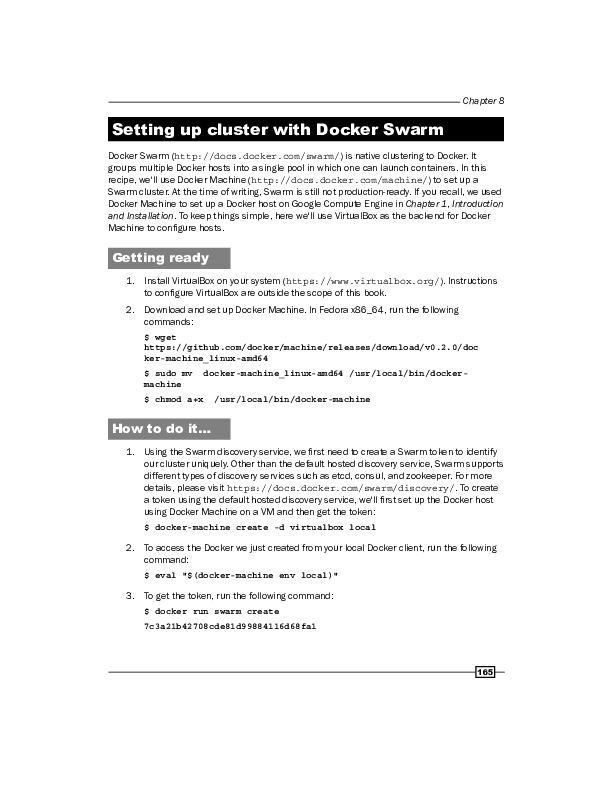 Chapter 8
Setting up cluster with Docker Swarm
Docker Swarm (http://docs.docker.com/swarm/) is native clustering to Docker. It
groups multiple Docker hosts into a single pool in which one can launch containers. In this
recipe, we'll use Docker Machine (http://docs.docker.com/machine/) to set up a
Swarm cluster. At the time of writing, Swarm is still not production-ready. If you recall, we used
Docker Machine to set up a Docker host on Google Compute Engine in Chapter 1, Introduction
and Installation. To keep things simple, here we'll use VirtualBox as the backend for Docker
Machine to configure hosts.
Getting ready
1. Install VirtualBox on your system (https://www.virtualbox.org/). Instructions
to configure VirtualBox are outside the scope of this book.
2. Download and set up Docker Machine. In Fedora x86_64, run the following
commands:
$ wget
https://github.com/docker/machine/releases/download/v0.2.0/doc
ker-machine_linux-amd64
$ sudo mv  docker-machine_linux-amd64 /usr/local/bin/docker-
machine
$ chmod a+x  /usr/local/bin/docker-machine
How to do it…
1. Using the Swarm discovery service, we first need to create a Swarm token to identify
our cluster uniquely. Other than the default hosted discovery service, Swarm supports
different types of discovery services such as etcd, consul, and zookeeper. For more
details, please visit https://docs.docker.com/swarm/discovery/. To create
a token using the default hosted discovery service, we'll first set up the Docker host
using Docker Machine on a VM and then get the token:
$ docker-machine create -d virtualbox local
2. To access the Docker we just created from your local Docker client, run the following
command:
$ eval "$(docker-machine env local)"
3. To get the token, run the following command:
$ docker run swarm create
7c3a21b42708cde81d99884116d68fa1
165